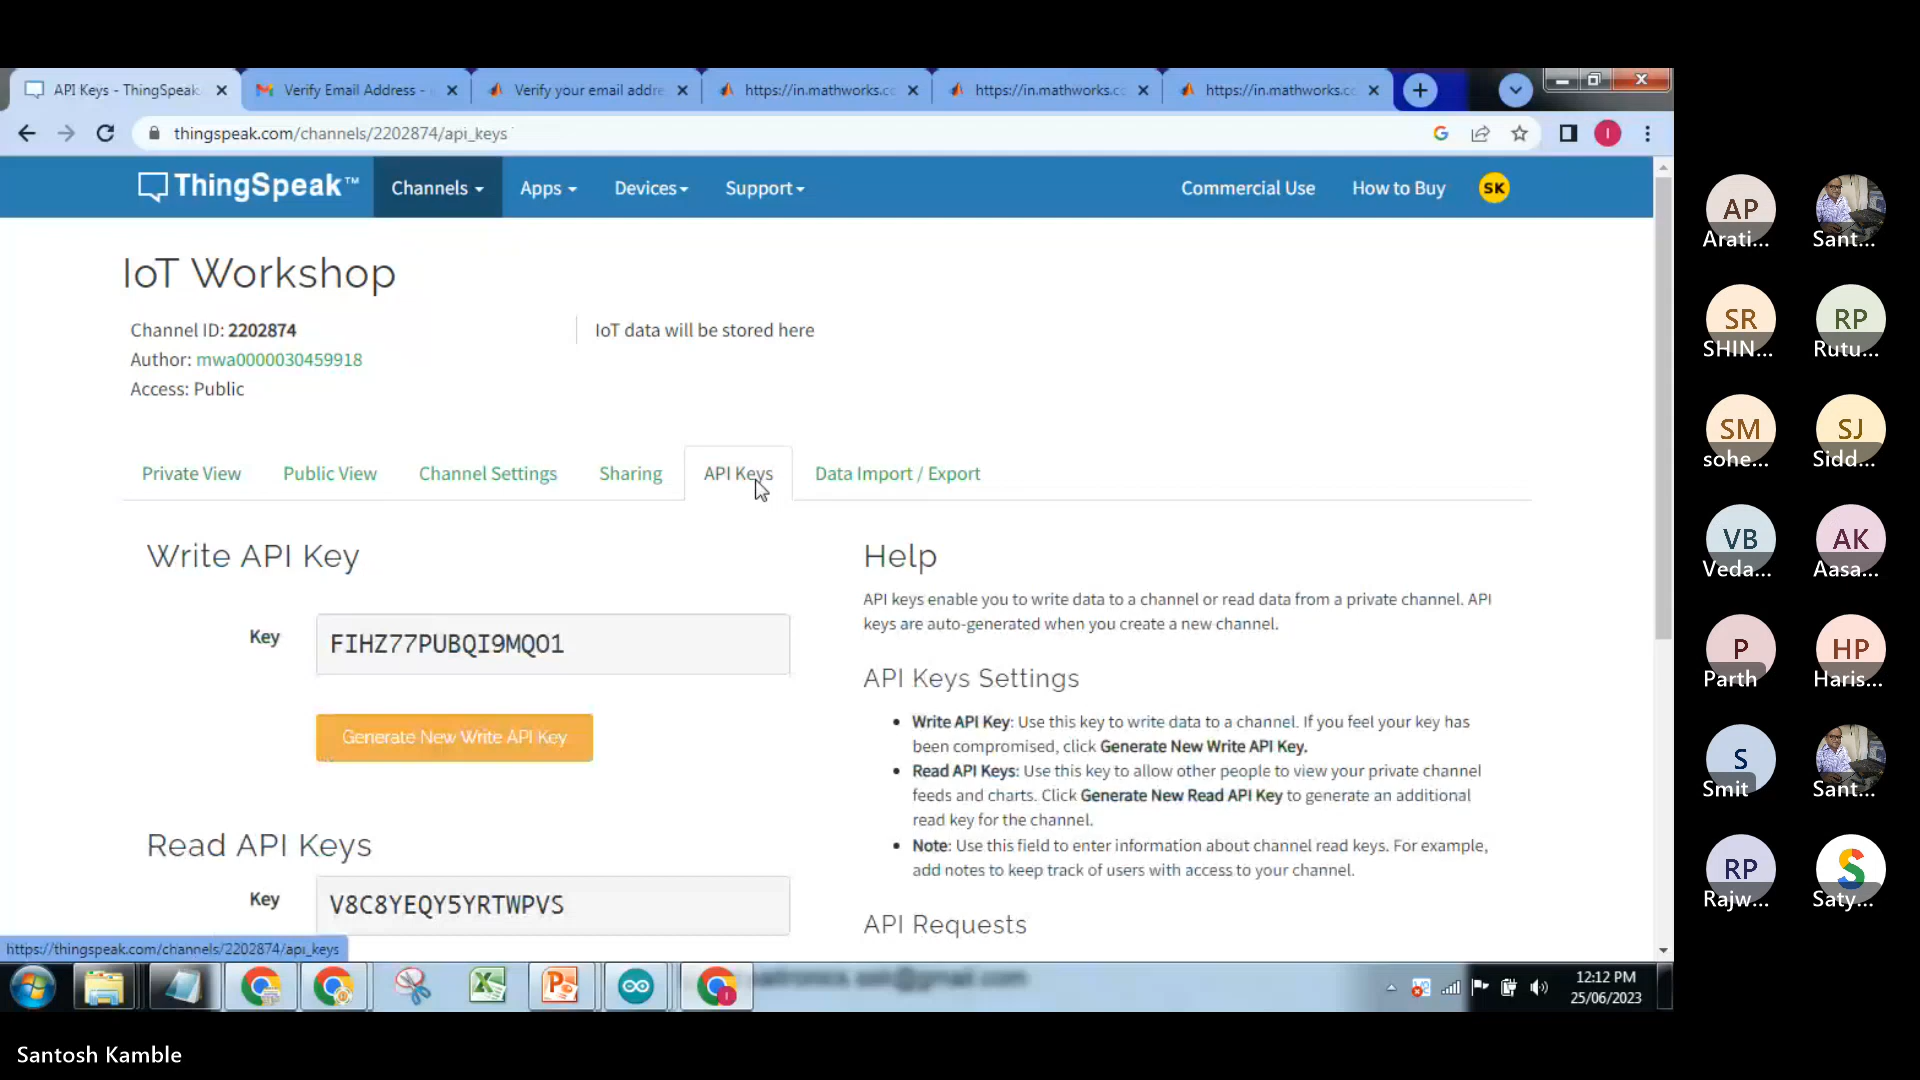 API Keys - ThingSpeak
Verify Email Address -
Verify your email addre
https://in.mathworks.cc
https://in.mathworks.cc
https://in.mathworks.cc
thingspeak.com/channels/2202874/api_keys
ThingSpeak™
Channels
Apps
Devices
Support
Commercial Use
How to Buy
SK
IoT Workshop
Channel ID: 2202874
IoT data will be stored here
Author: mwa0000030459918
Access: Public
Private View
Public View
Channel Settings
Sharing
API Keys
Data Import / Export
Write API Key
Key
FIHZ77PUBQI9MQO1
Generate New Write API Key
Read API Keys
Key
V8C8YEQY5YRTWPVS
Help
API keys enable you to write data to a channel or read data from a private channel. API
keys are auto-generated when you create a new channel.
API Keys Settings
• Write API Key: Use this key to write data to a channel. If you feel your key has
been compromised, click Generate New Write API Key.
• Read API Keys: Use this key to allow other people to view your private channel
feeds and charts. Click Generate New Read API Key to generate an additional
read key for the channel.
• Note: Use this field to enter information about channel read keys. For example,
add notes to keep track of users with access to your channel.
API Requests
https://thingspeak.com/channels/2202874/api_keys
12:12 PM
25/06/2023
AP
Arati...
Sant...
SR
SHIN...
RP
Rutu...
SM
sohe...
SJ
Sidd...
VB
Veda...
AK
Aasa...
P
Parth
HP
Haris...
S
Smit
Sant...
RP
Rajw...
Saty...
Santosh Kamble